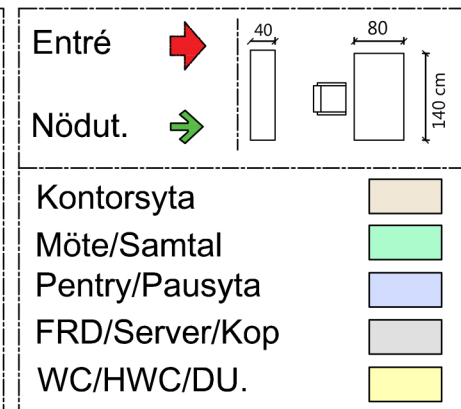 Entré
40
80
140 cm
Nödut.
Kontorsyta
Möte/Samtal
Pentry/Pausyta
FRD/Server/Kop
WC/HWC/DU.